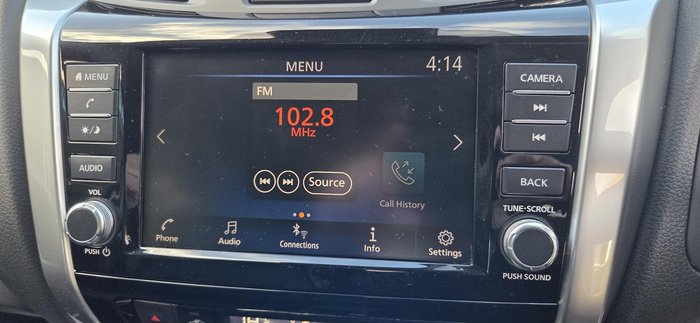 MENU
4:14
FM
102.8
MHz
Source
Call History
Phone
Audio
Connections
Info
Settings
MENU
AUDIO
VOL
PUSH
CAMERA
BACK
TUNE·SCROLL
PUSH SOUND